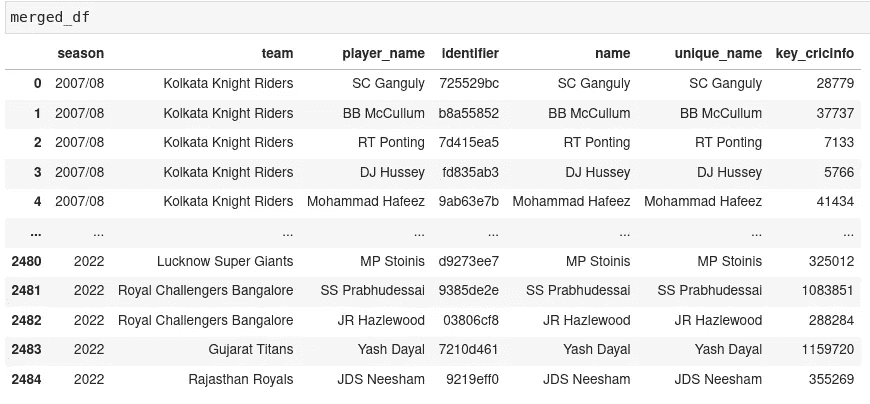 merged_df
season team player_name identifier name unique_name key_cricinfo
0 2007/08 Kolkata Knight Riders SC Ganguly 725529bc SC Ganguly SC Ganguly 28779
1 2007/08 Kolkata Knight Riders BB McCullum b8a55852 BB McCullum BB McCullum 37737
2 2007/08 Kolkata Knight Riders RT Ponting 7d415ea5 RT Ponting RT Ponting 7133
3 2007/08 Kolkata Knight Riders DJ Hussey fd835ab3 DJ Hussey DJ Hussey 5766
4 2007/08 Kolkata Knight Riders Mohammad Hafeez 9ab63e7b Mohammad Hafeez Mohammad Hafeez 41434
... ... ... ... ... ... ... ...
2480 2022 Lucknow Super Giants MP Stoinis d9273ee7 MP Stoinis MP Stoinis 325012
2481 2022 Royal Challengers Bangalore SS Prabhudessai 9385de2e SS Prabhudessai SS Prabhudessai 1083851
2482 2022 Royal Challengers Bangalore JR Hazlewood 03806cf8 JR Hazlewood JR Hazlewood 288284
2483 2022 Gujarat Titans Yash Dayal 7210d461 Yash Dayal Yash Dayal 1159720
2484 2022 Rajasthan Royals JDS Neesham 9219eff0 JDS Neesham JDS Neesham 355269